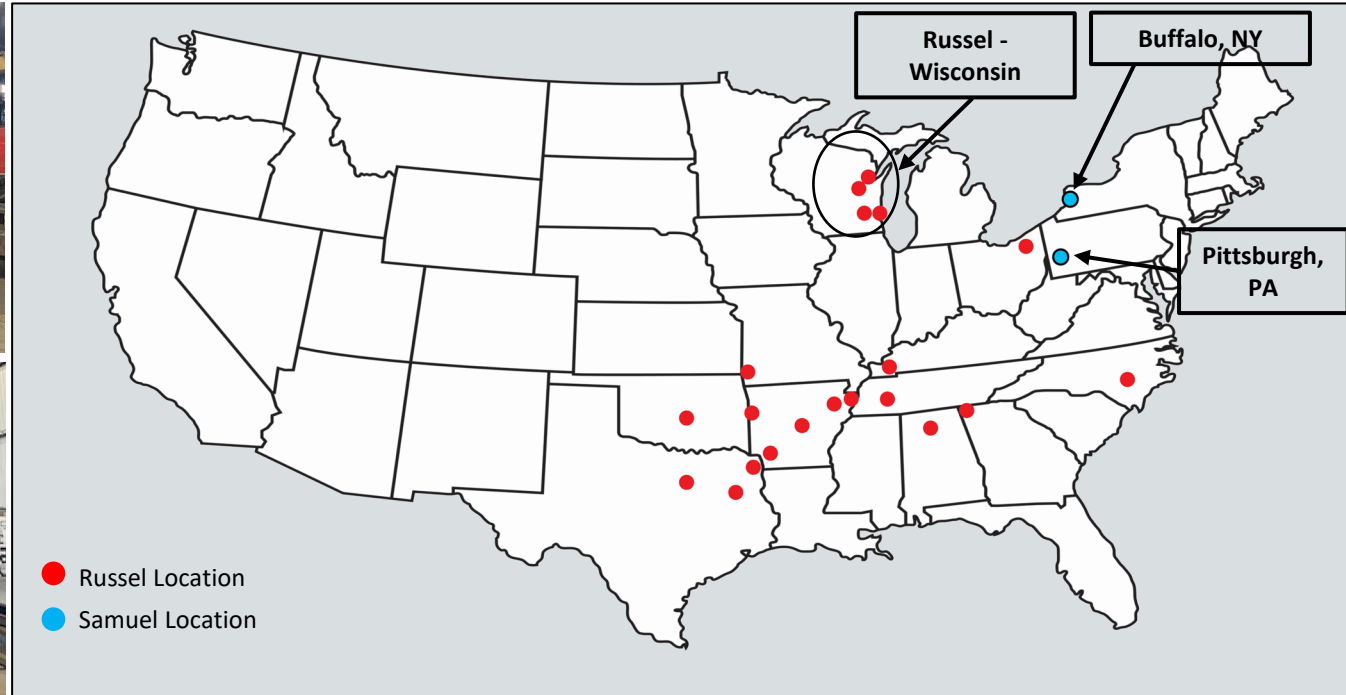 Russel -
Wisconsin
Buffalo, NY
Pittsburgh,
PA
Russel Location
Samuel Location